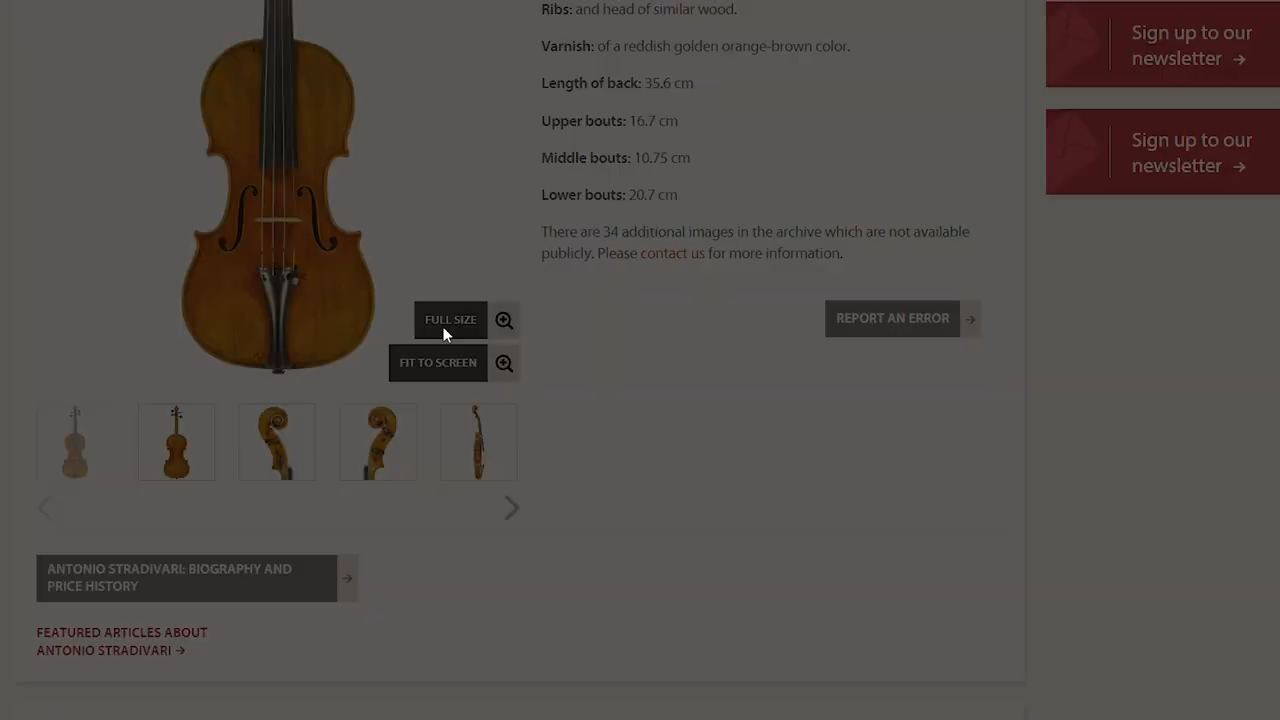 Ribs: and head of similar wood.
Varnish: of a reddish golden orange-brown color.
Length of back: 35.6 cm
Upper bouts: 16.7 cm
Middle bouts: 10.75 cm
Lower bouts: 20.7 cm
There are 34 additional images in the archive which are not available
publicly. Please contact us for more information.
REPORT AN ERROR
FULL SIZE
FIT TO SCREEN
ANTONIO STRADIVARI: BIOGRAPHY AND
PRICE HISTORY
FEATURED ARTICLES ABOUT
ANTONIO STRADIVARI →
Sign up to our
newsletter →
Sign up to our
newsletter →